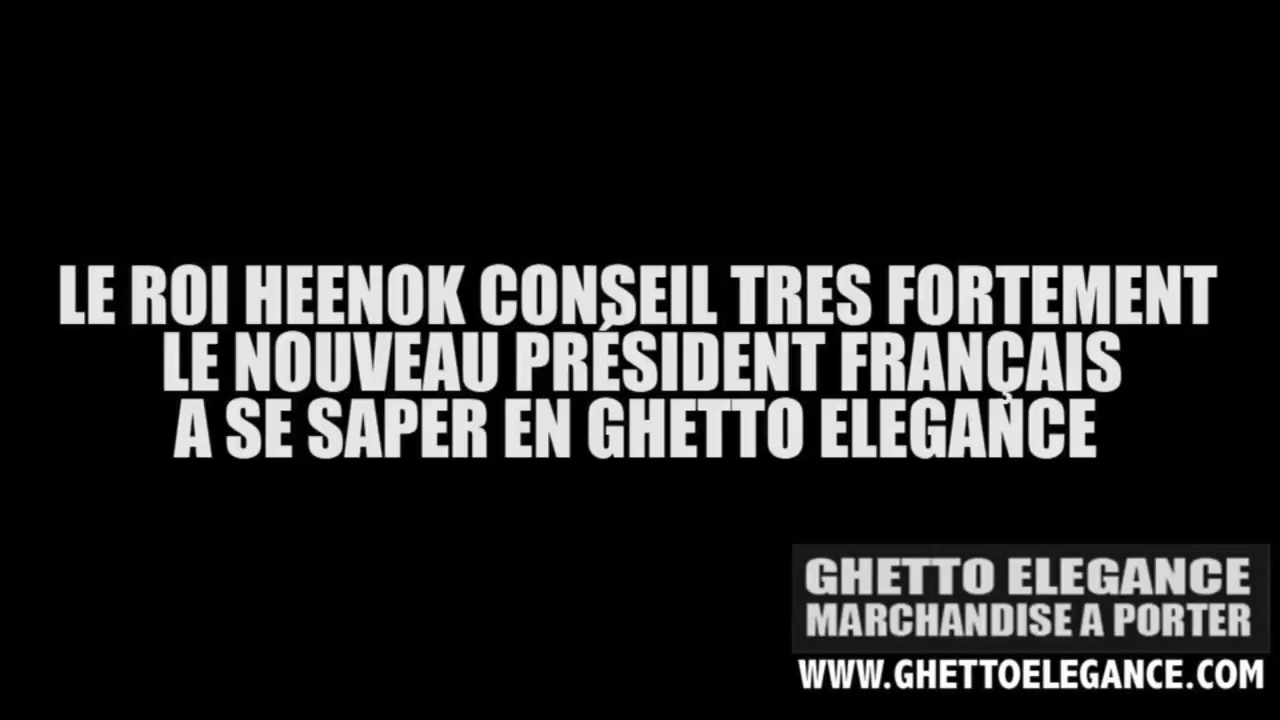 LE ROI HEENOK CONSEIL TRES FORTEMENT
LE NOUVEAU PRÉSIDENT FRANÇAIS
A SE SAPER EN GHETTO ELEGANCE
GHETTO ELEGANCE
MARCHANDISE A PORTER
WWW.GHETTOELEGANCE.COM